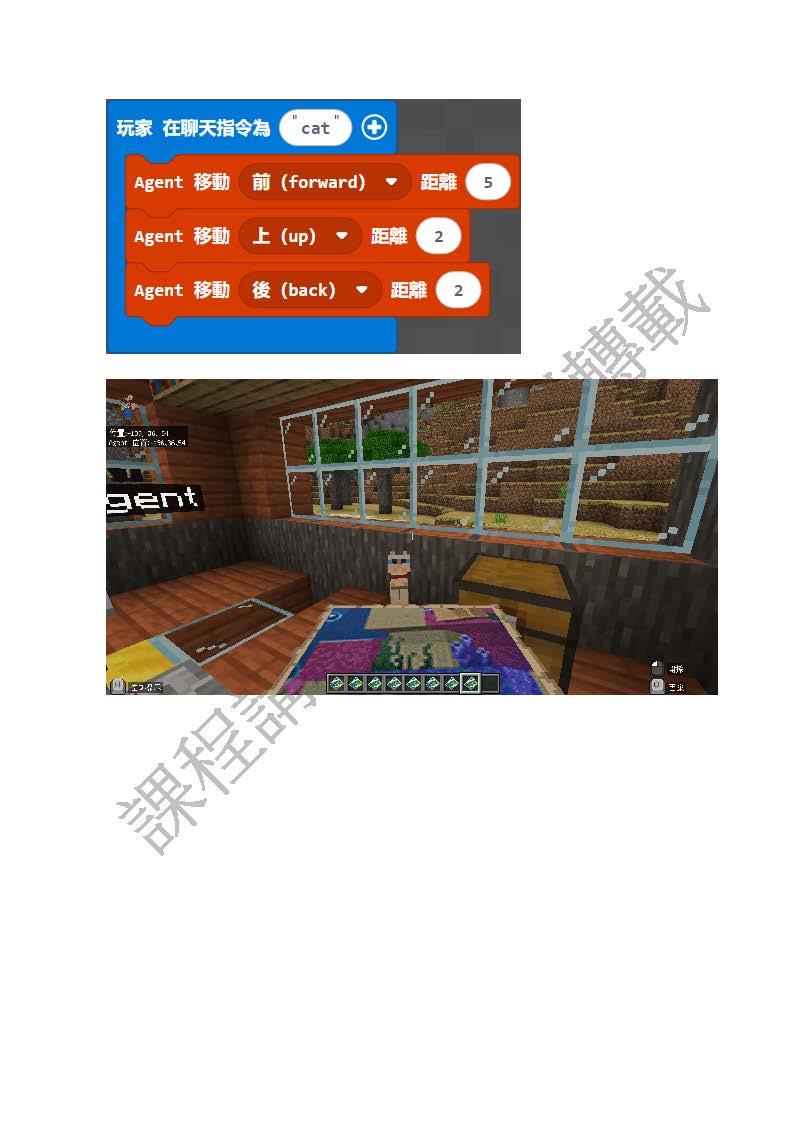 玩家 在聊天指令為 "cat"
Agent 移動 前 (forward) 距離 5
Agent 移動 上 (up) 距離 2
Agent 移動 後 (back) 距離 2
轉載
gent
課程講